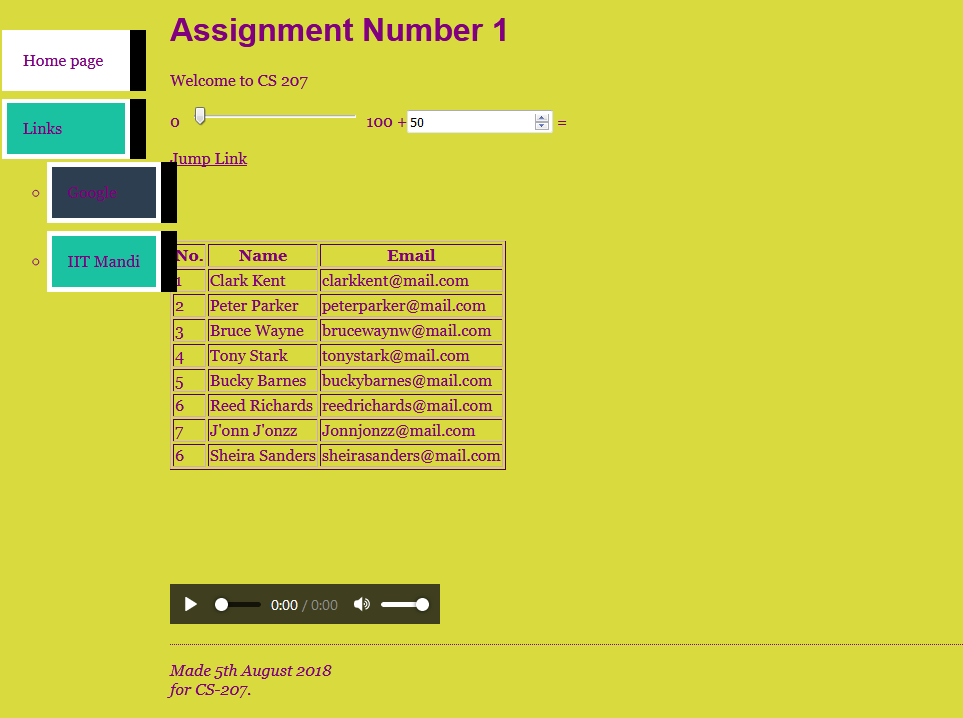 Assignment Number 1
Home page
Welcome to CS 207
0 100 + 50 =
Links
Jump Link
Google
IIT Mandi
No. Name Email
1 Clark Kent clarkkent@mail.com
2 Peter Parker peterparker@mail.com
3 Bruce Wayne brucewaynw@mail.com
4 Tony Stark tonystark@mail.com
5 Bucky Barnes buckybarnes@mail.com
6 Reed Richards reedrichards@mail.com
7 J'onn J'onzz Jonnjonzz@mail.com
6 Sheira Sanders sheirasanders@mail.com
0:00 / 0:00
Made 5th August 2018
for CS-207.